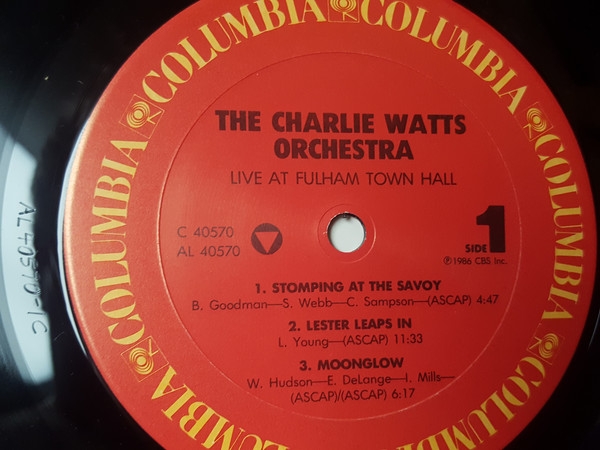 COLUMBIA COLUMBIA COLUMBIA COLUMBIA COLUMBIA
THE CHARLIE WATTS
ORCHESTRA
LIVE AT FULHAM TOWN HALL
C 40570
AL 40570
SIDE 1
℗1986 CBS Inc.
1. STOMPING AT THE SAVOY
B. Goodman—S. Webb—C. Sampson—(ASCAP) 4:47
2. LESTER LEAPS IN
L. Young—(ASCAP) 11:33
3. MOONGLOW
W. Hudson—E. DeLange—I. Mills—
(ASCAP)/(ASCAP) 6:17
AL40570-1C